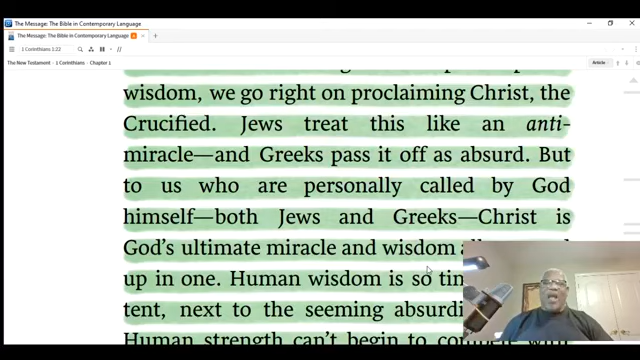 The Message: The Bible in Contemporary Language
The Message: The Bible in Contemporary Language
1 Corinthians 1:22
The New Testament › 1 Corinthians › Chapter 1
Article
wisdom, we go right on proclaiming Christ, the
Crucified. Jews treat this like an anti-
miracle—and Greeks pass it off as absurd. But
to us who are personally called by God
himself—both Jews and Greeks—Christ is
God's ultimate miracle and wisdom
up in one. Human wisdom is so
tent, next to the seeming
Human strength can't begin to